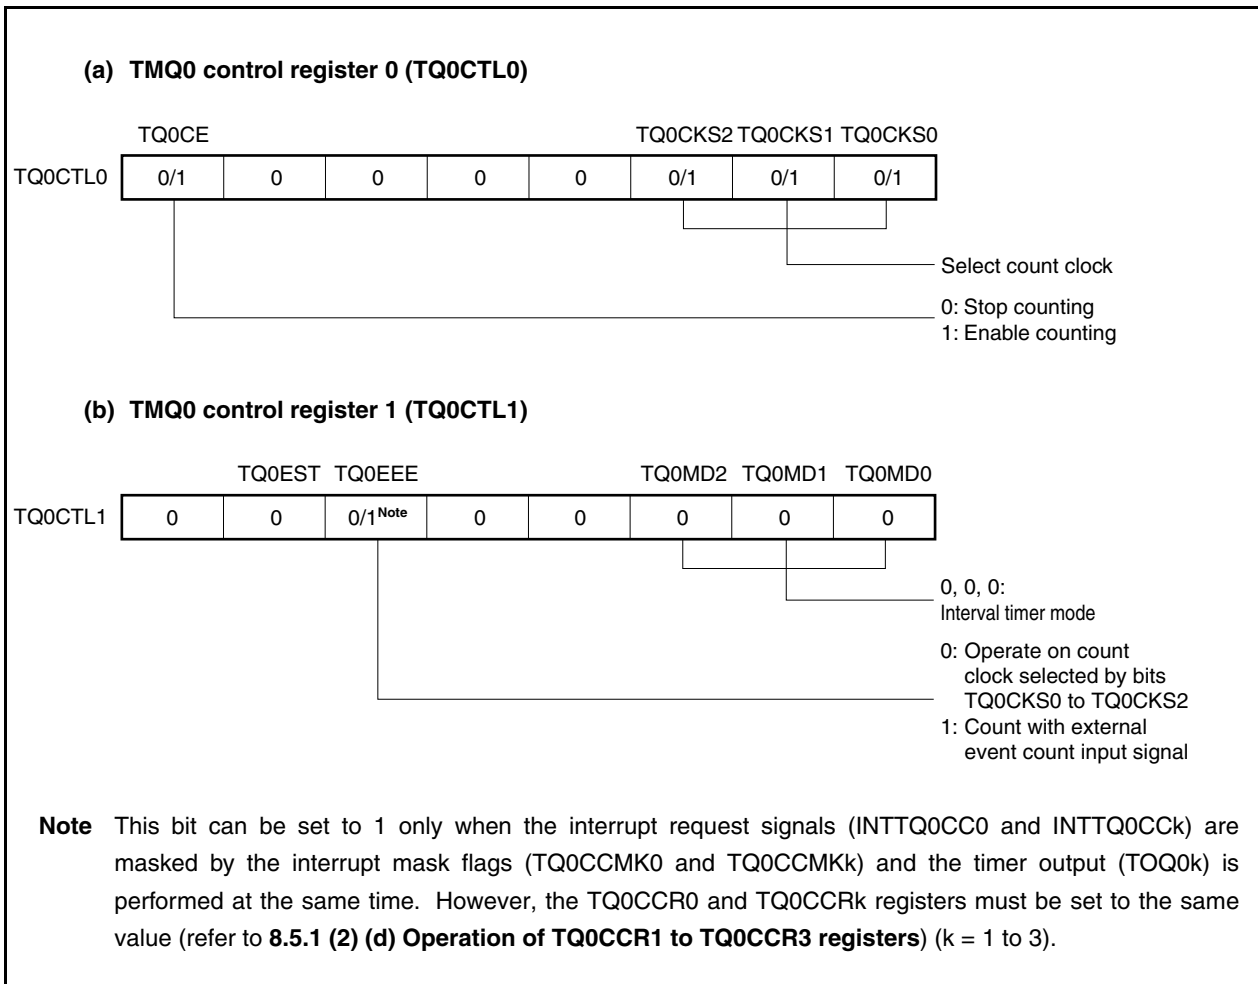 (a) TMQ0 control register 0 (TQ0CTL0)
TQ0CE TQ0CKS2 TQ0CKS1 TQ0CKS0
TQ0CTL0 0/1 0 0 0 0 0/1 0/1 0/1
Select count clock
0: Stop counting
1: Enable counting
(b) TMQ0 control register 1 (TQ0CTL1)
TQ0EST TQ0EEE TQ0MD2 TQ0MD1 TQ0MD0
TQ0CTL1 0 0 0/1Note 0 0 0 0 0
0, 0, 0:
Interval timer mode
0: Operate on count
clock selected by bits
TQ0CKS0 to TQ0CKS2
1: Count with external
event count input signal
Note This bit can be set to 1 only when the interrupt request signals (INTTQ0CC0 and INTTQ0CCk) are
masked by the interrupt mask flags (TQ0CCMK0 and TQ0CCMKk) and the timer output (TOQ0k) is
performed at the same time. However, the TQ0CCR0 and TQ0CCRk registers must be set to the same
value (refer to 8.5.1 (2) (d) Operation of TQ0CCR1 to TQ0CCR3 registers) (k = 1 to 3).